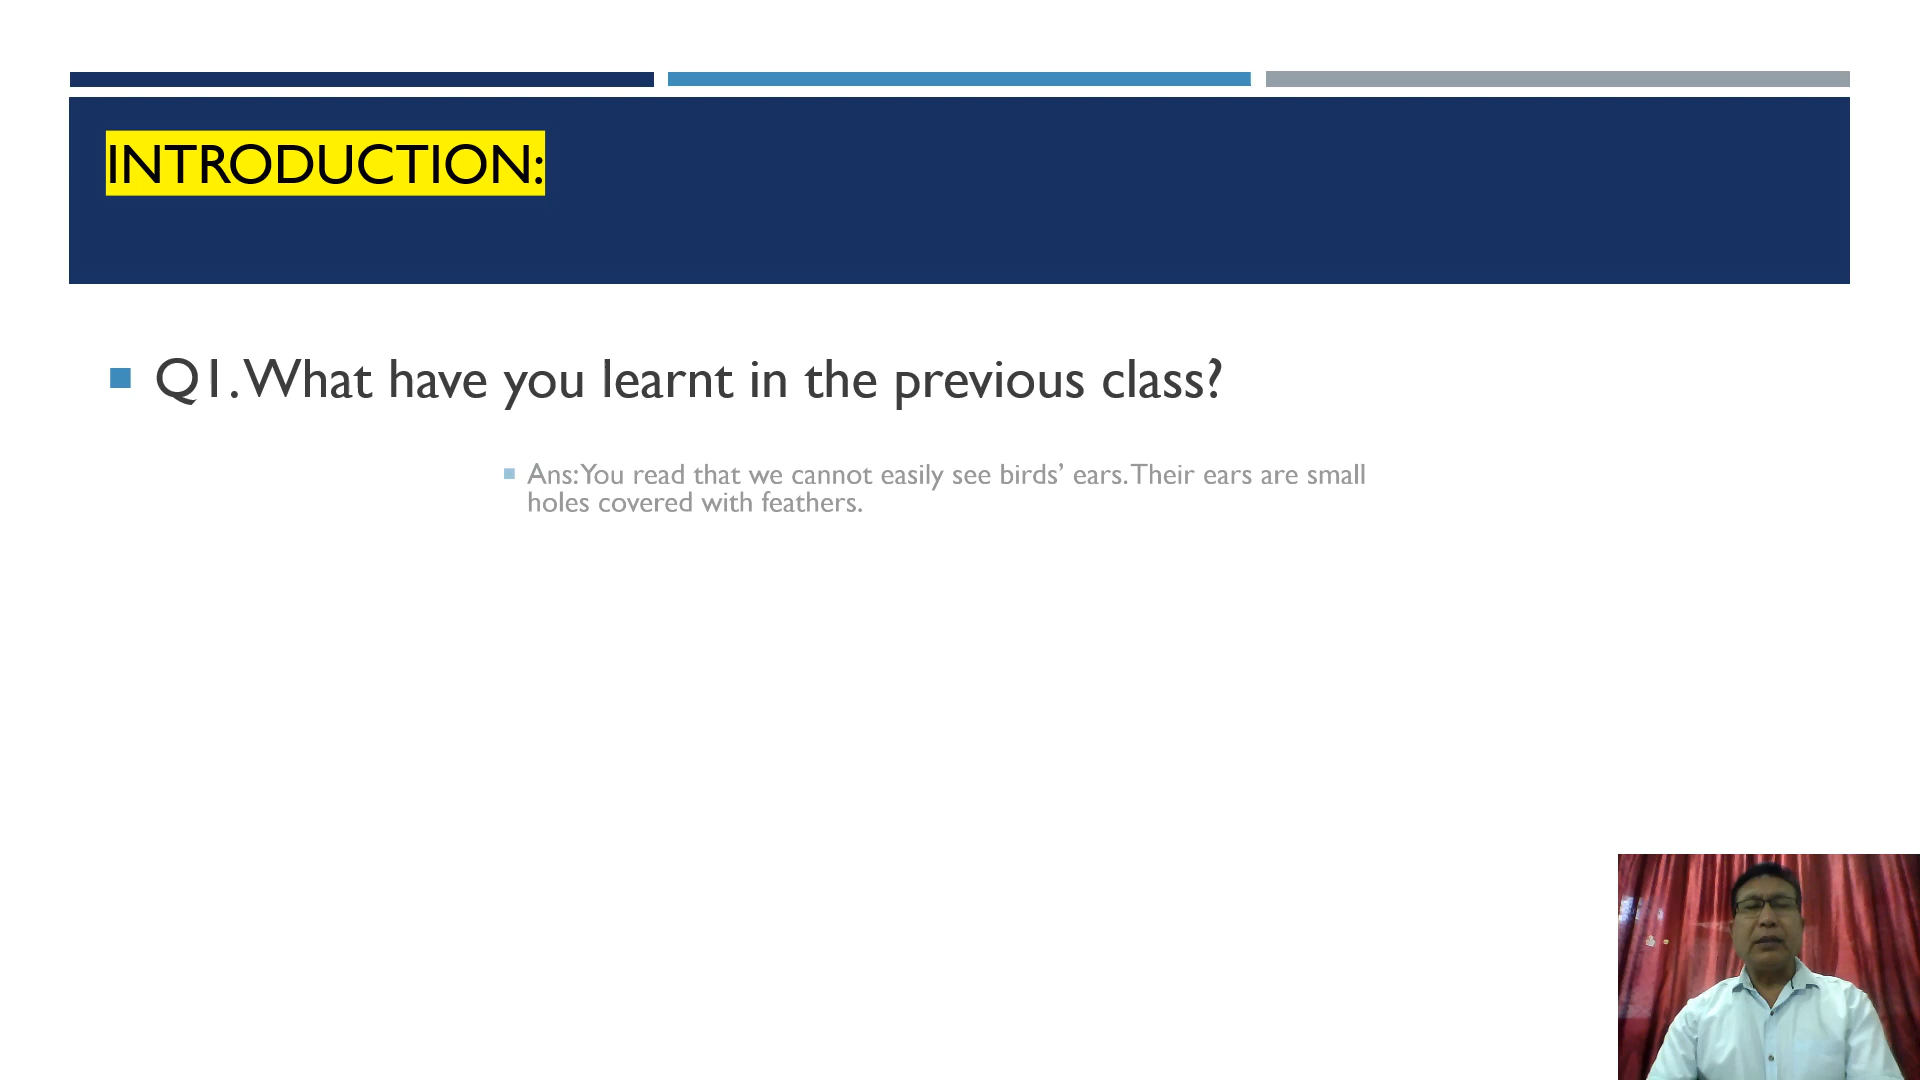 INTRODUCTION:
Q1. What have you learnt in the previous class?
Ans: You read that we cannot easily see birds’ ears. Their ears are small
holes covered with feathers.